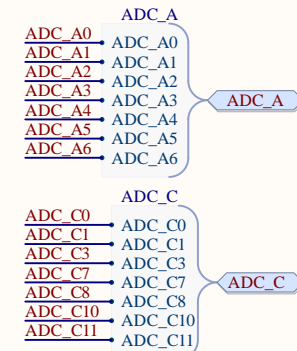 ADC_A
ADC_A0 ADC_A0
ADC_A1 ADC_A1
ADC_A2 ADC_A2
ADC_A3 ADC_A3 ADC_A
ADC_A4 ADC_A4
ADC_A5 ADC_A5
ADC_A6 ADC_A6
ADC_C
ADC_C0 ADC_C0
ADC_C1 ADC_C1
ADC_C3 ADC_C3
ADC_C7 ADC_C7 ADC_C
ADC_C8 ADC_C8
ADC_C10 ADC_C10
ADC_C11 ADC_C11